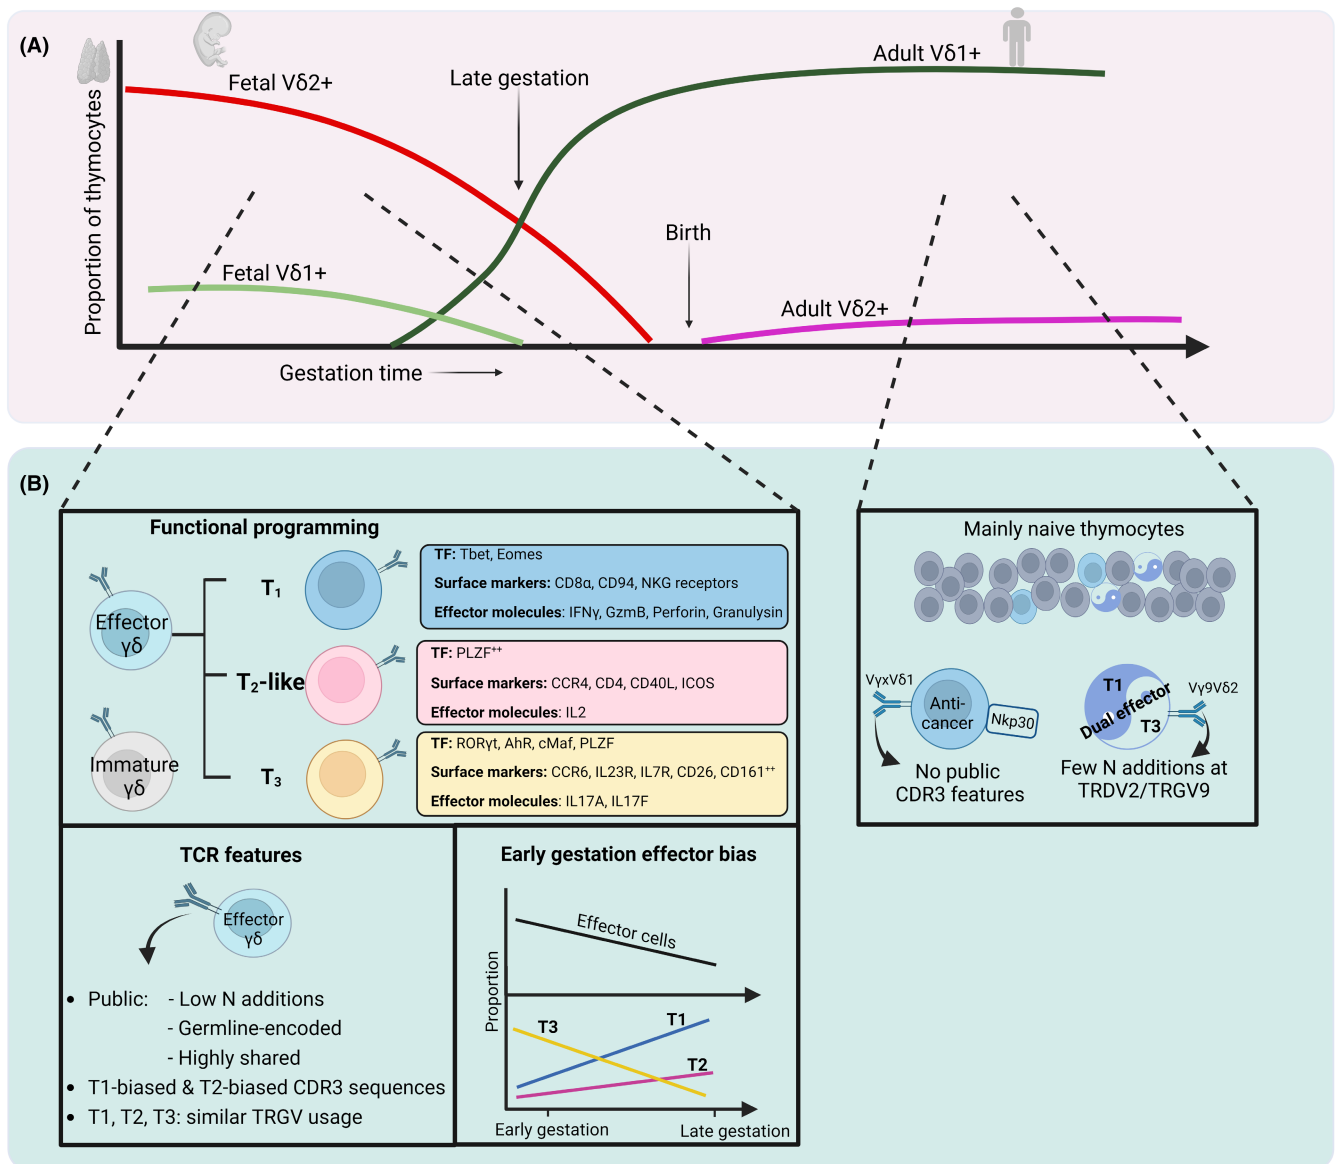 (A)
Proportion of thymocytes
Fetal Vδ2+
Late gestation
Adult Vδ1+
Fetal Vδ1+
Birth
Adult Vδ2+
Gestation time
(B)
Functional programming
Effector
γδ
Immature
γδ
T1
TF: Tbet, Eomes
Surface markers: CD8α, CD94, NKG receptors
Effector molecules: IFNγ, GzmB, Perforin, Granulysin
T2-like
TF: PLZF++
Surface markers: CCR4, CD4, CD40L, ICOS
Effector molecules: IL2
T3
TF: RORγt, AhR, cMaf, PLZF
Surface markers: CCR6, IL23R, IL7R, CD26, CD161++
Effector molecules: IL17A, IL17F
TCR features
Effector
γδ
• Public: - Low N additions
- Germline-encoded
- Highly shared
• T1-biased & T2-biased CDR3 sequences
• T1, T2, T3: similar TRGV usage
Early gestation effector bias
Proportion
Effector cells
T3
T1
T2
Early gestation
Late gestation
Mainly naive thymocytes
VγxVδ1
Anti-
cancer
Nkp30
No public
CDR3 features
T1
Dual effector
T3
Vγ9Vδ2
Few N additions at
TRDV2/TRGV9